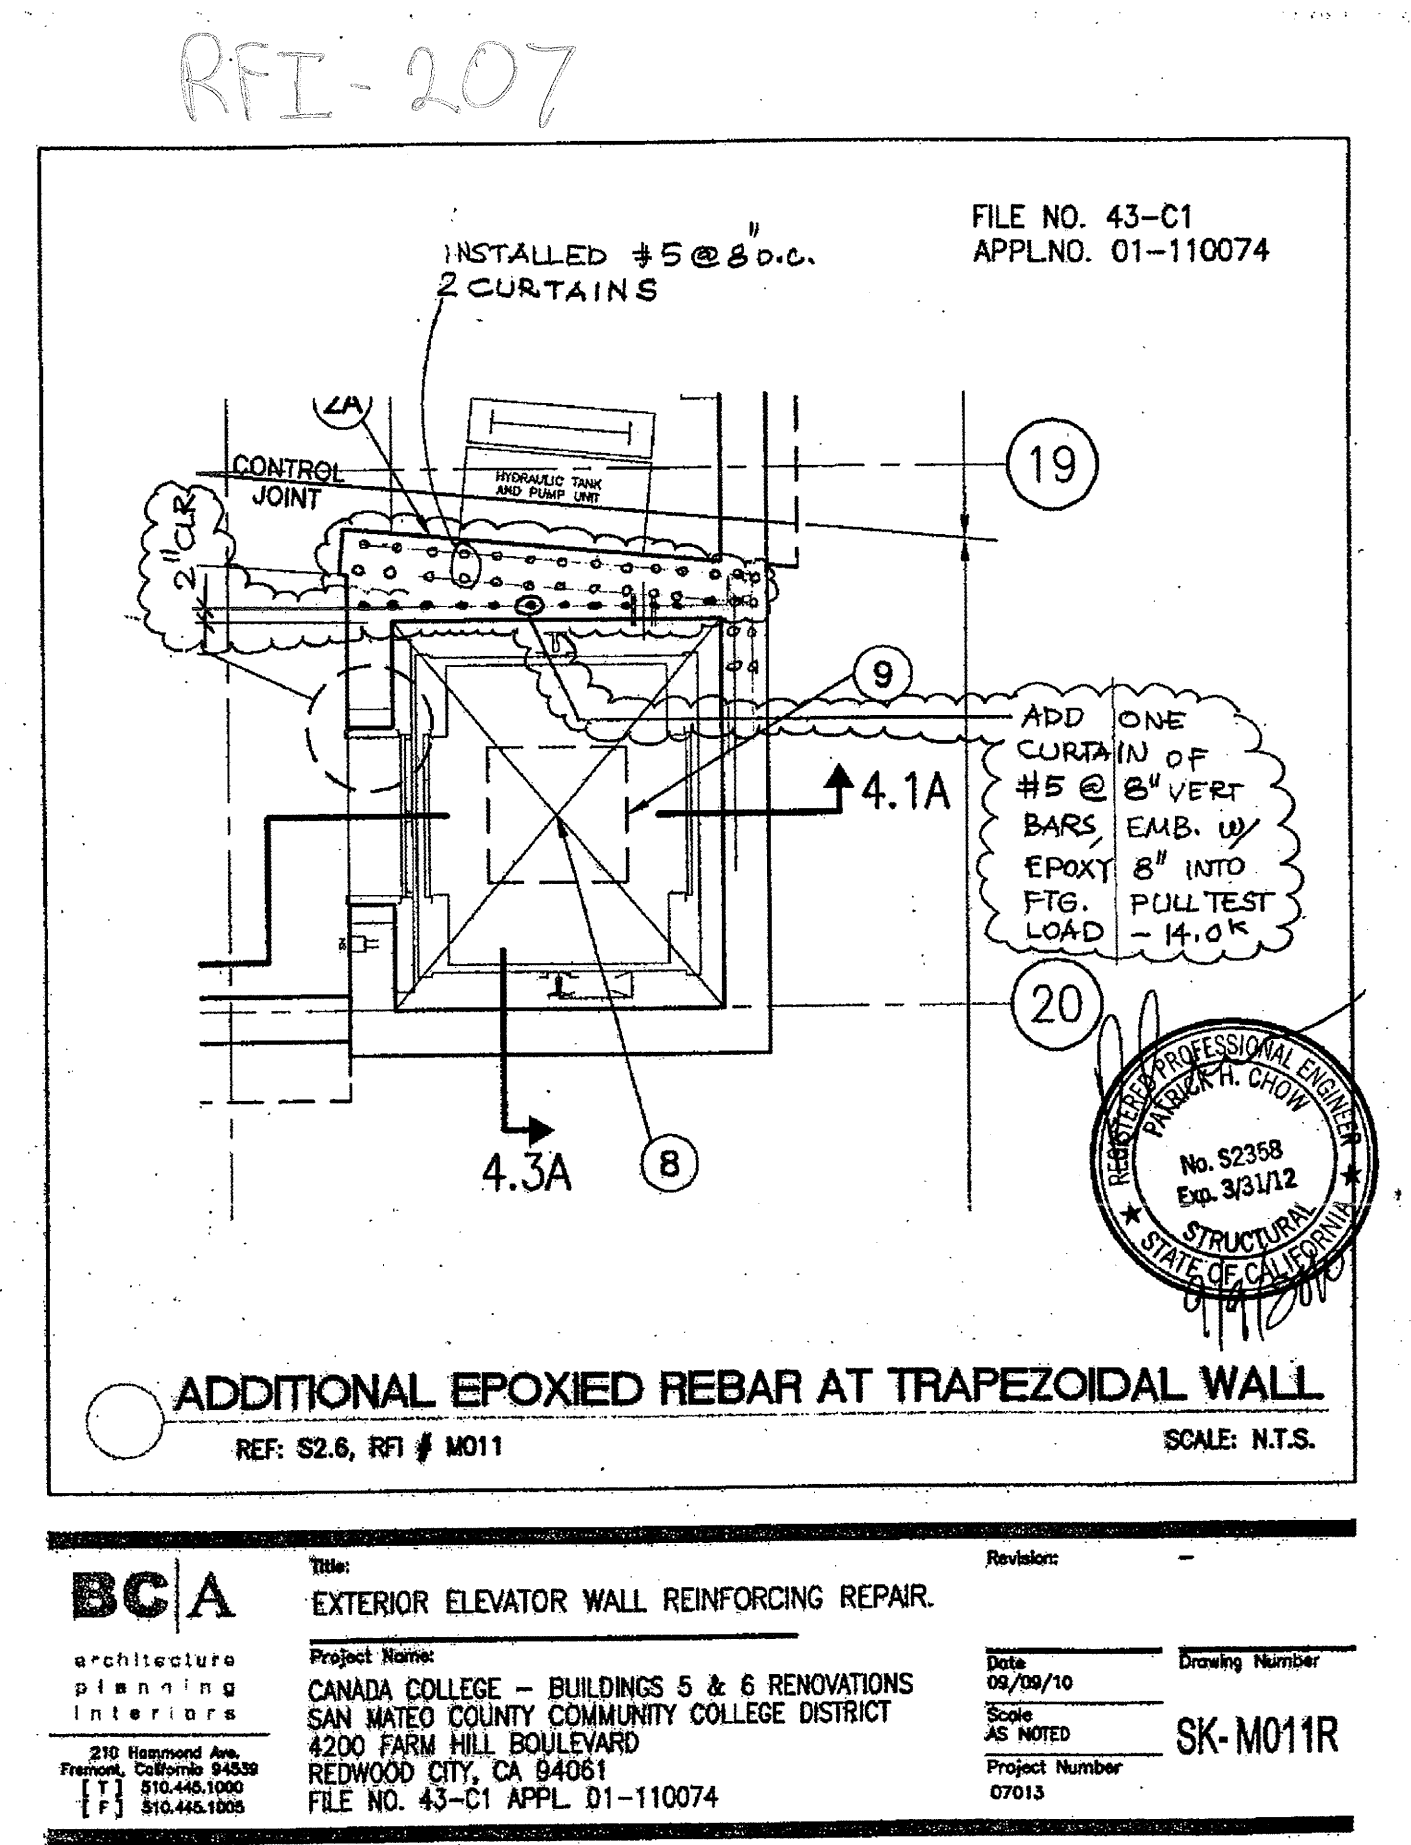 RFI-207
FILE NO. 43-C1
APPL.NO. 01-110074
INSTALLED #5 @ 8" O.C.
2 CURTAINS
2A
CONTROL
JOINT
HYDRAULIC TANK
AND PUMP UNIT
19
2" CLR
9
ADD ONE
CURTAIN OF
#5 @ 8" VERT
BARS, EMB. W/
EPOXY 8" INTO
FTG. PULL TEST
LOAD - 14.0K
4.1A
20
4.3A
8
REGISTERED PROFESSIONAL ENGINEER
PATRICK H. CHOW
No. S2358
Exp. 3/31/12
STRUCTURAL
STATE OF CALIFORNIA
ADDITIONAL EPOXIED REBAR AT TRAPEZOIDAL WALL
REF: S2.6, RFI # M011
SCALE: N.T.S.
BC|A
architecture
planning
interiors
210 Hammond Ave.
Fremont, California 94539
[ T ] 510.445.1000
[ F ] 510.445.1005
Title:
EXTERIOR ELEVATOR WALL REINFORCING REPAIR.
Project Name:
CANADA COLLEGE - BUILDINGS 5 & 6 RENOVATIONS
SAN MATEO COUNTY COMMUNITY COLLEGE DISTRICT
4200 FARM HILL BOULEVARD
REDWOOD CITY, CA 94061
FILE NO. 43-C1 APPL. 01-110074
Revision: -
Date
09/09/10
Scale
AS NOTED
Project Number
07013
Drawing Number
SK-M011R